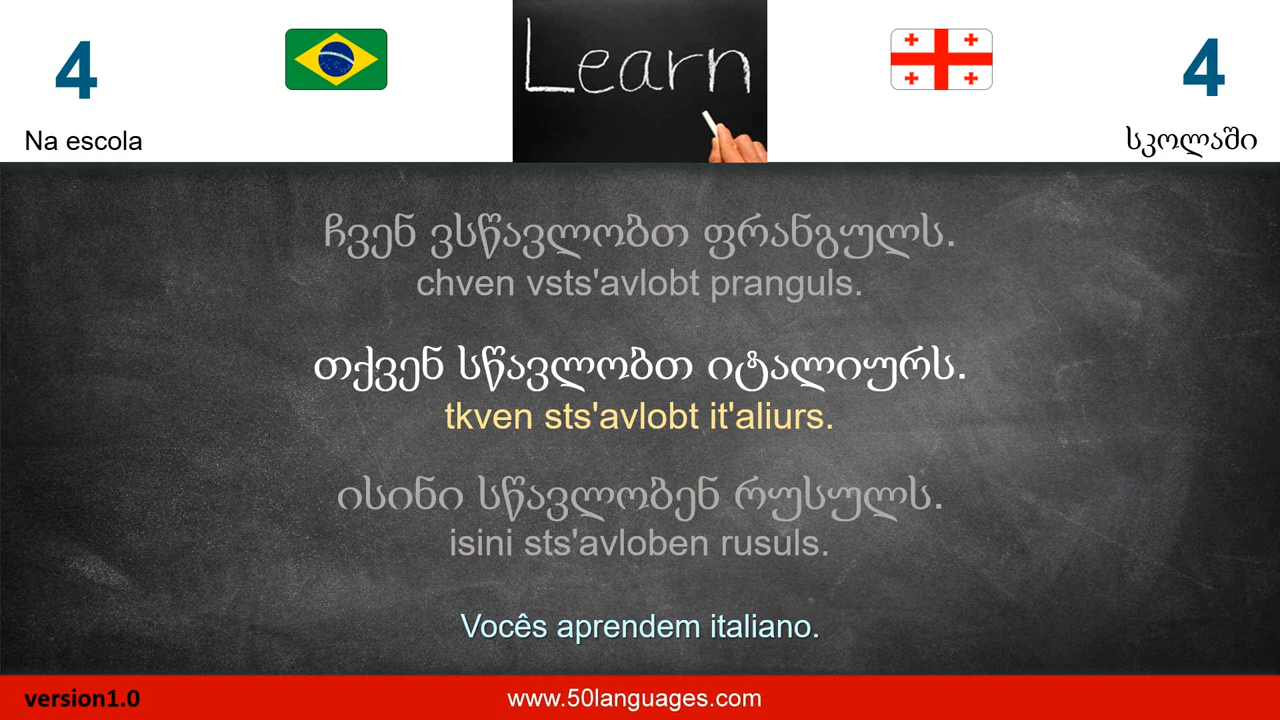 4
Learn
4
Na escola
სკოლაში
ჩვენ ვსწავლობთ ფრანგულს.
chven vsts'avlobt pranguls.
თქვენ სწავლობთ იტალიურს.
tkven sts'avlobt it'aliurs.
ისინი სწავლობენ რუსულს.
isini sts'avloben rusuls.
Vocês aprendem italiano.
version1.0
www.50languages.com